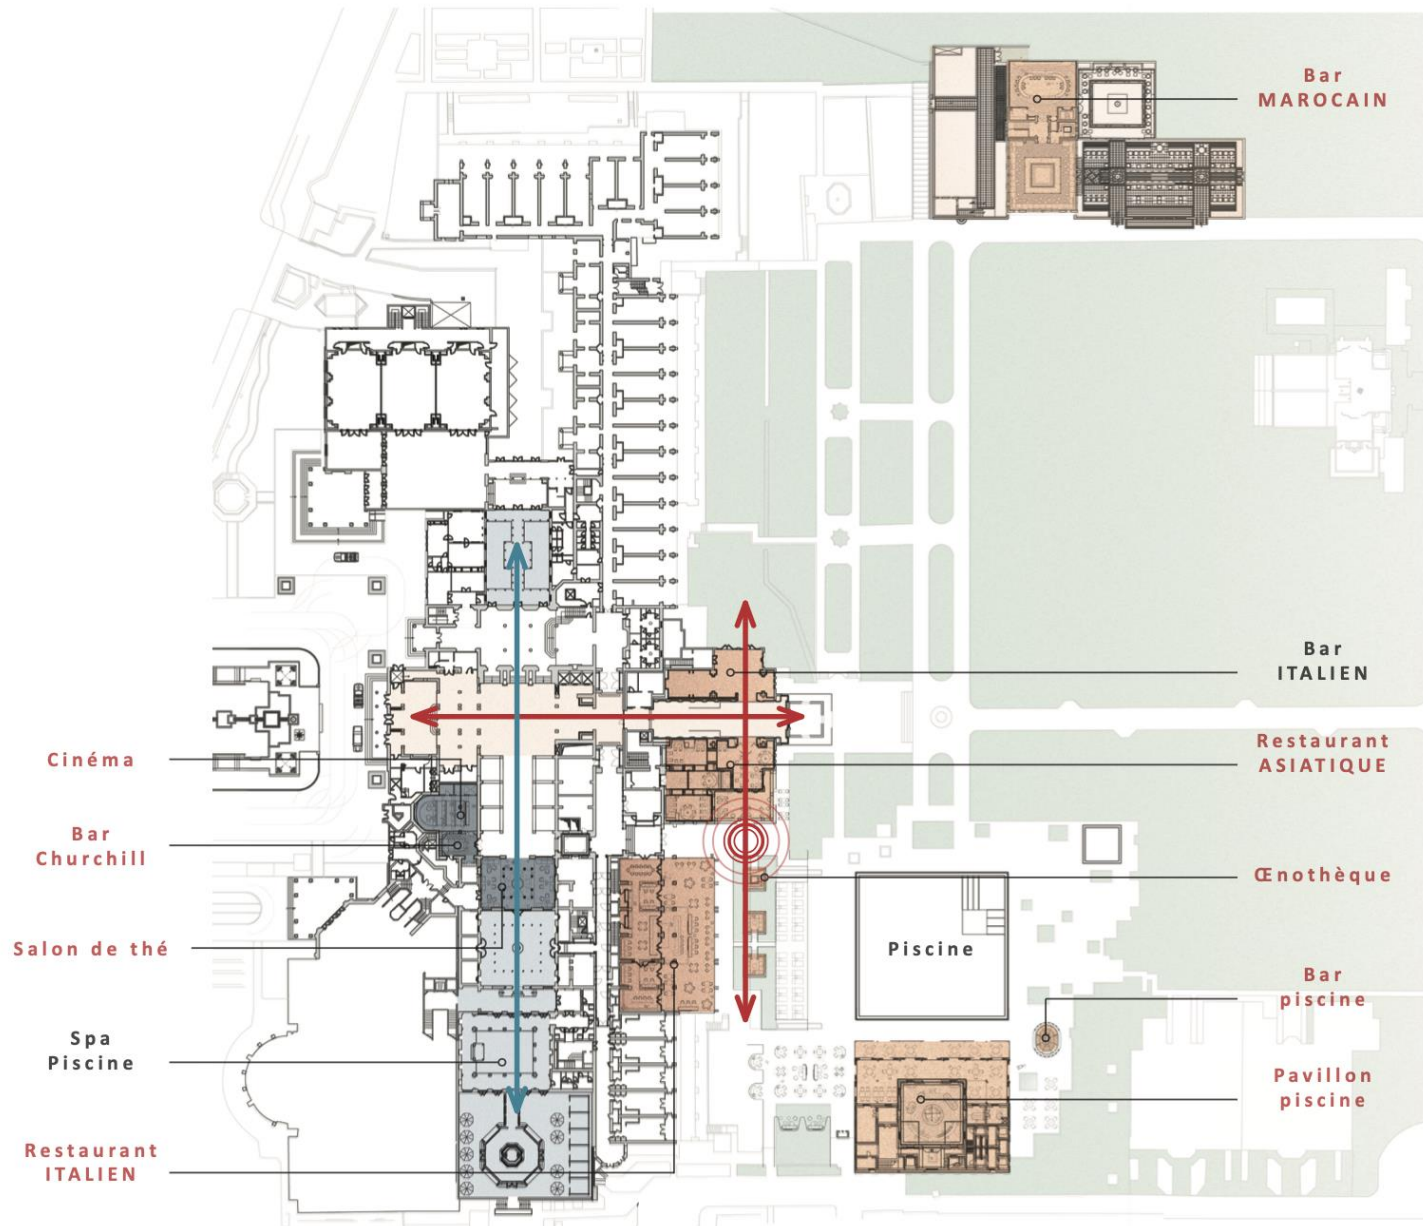 Bar
MAROCAIN
Bar
ITALIEN
Restaurant
ASIATIQUE
Cinéma
Bar
Churchill
Œnothèque
Salon de thé
Piscine
Bar
piscine
Spa
Piscine
Pavillon
piscine
Restaurant
ITALIEN